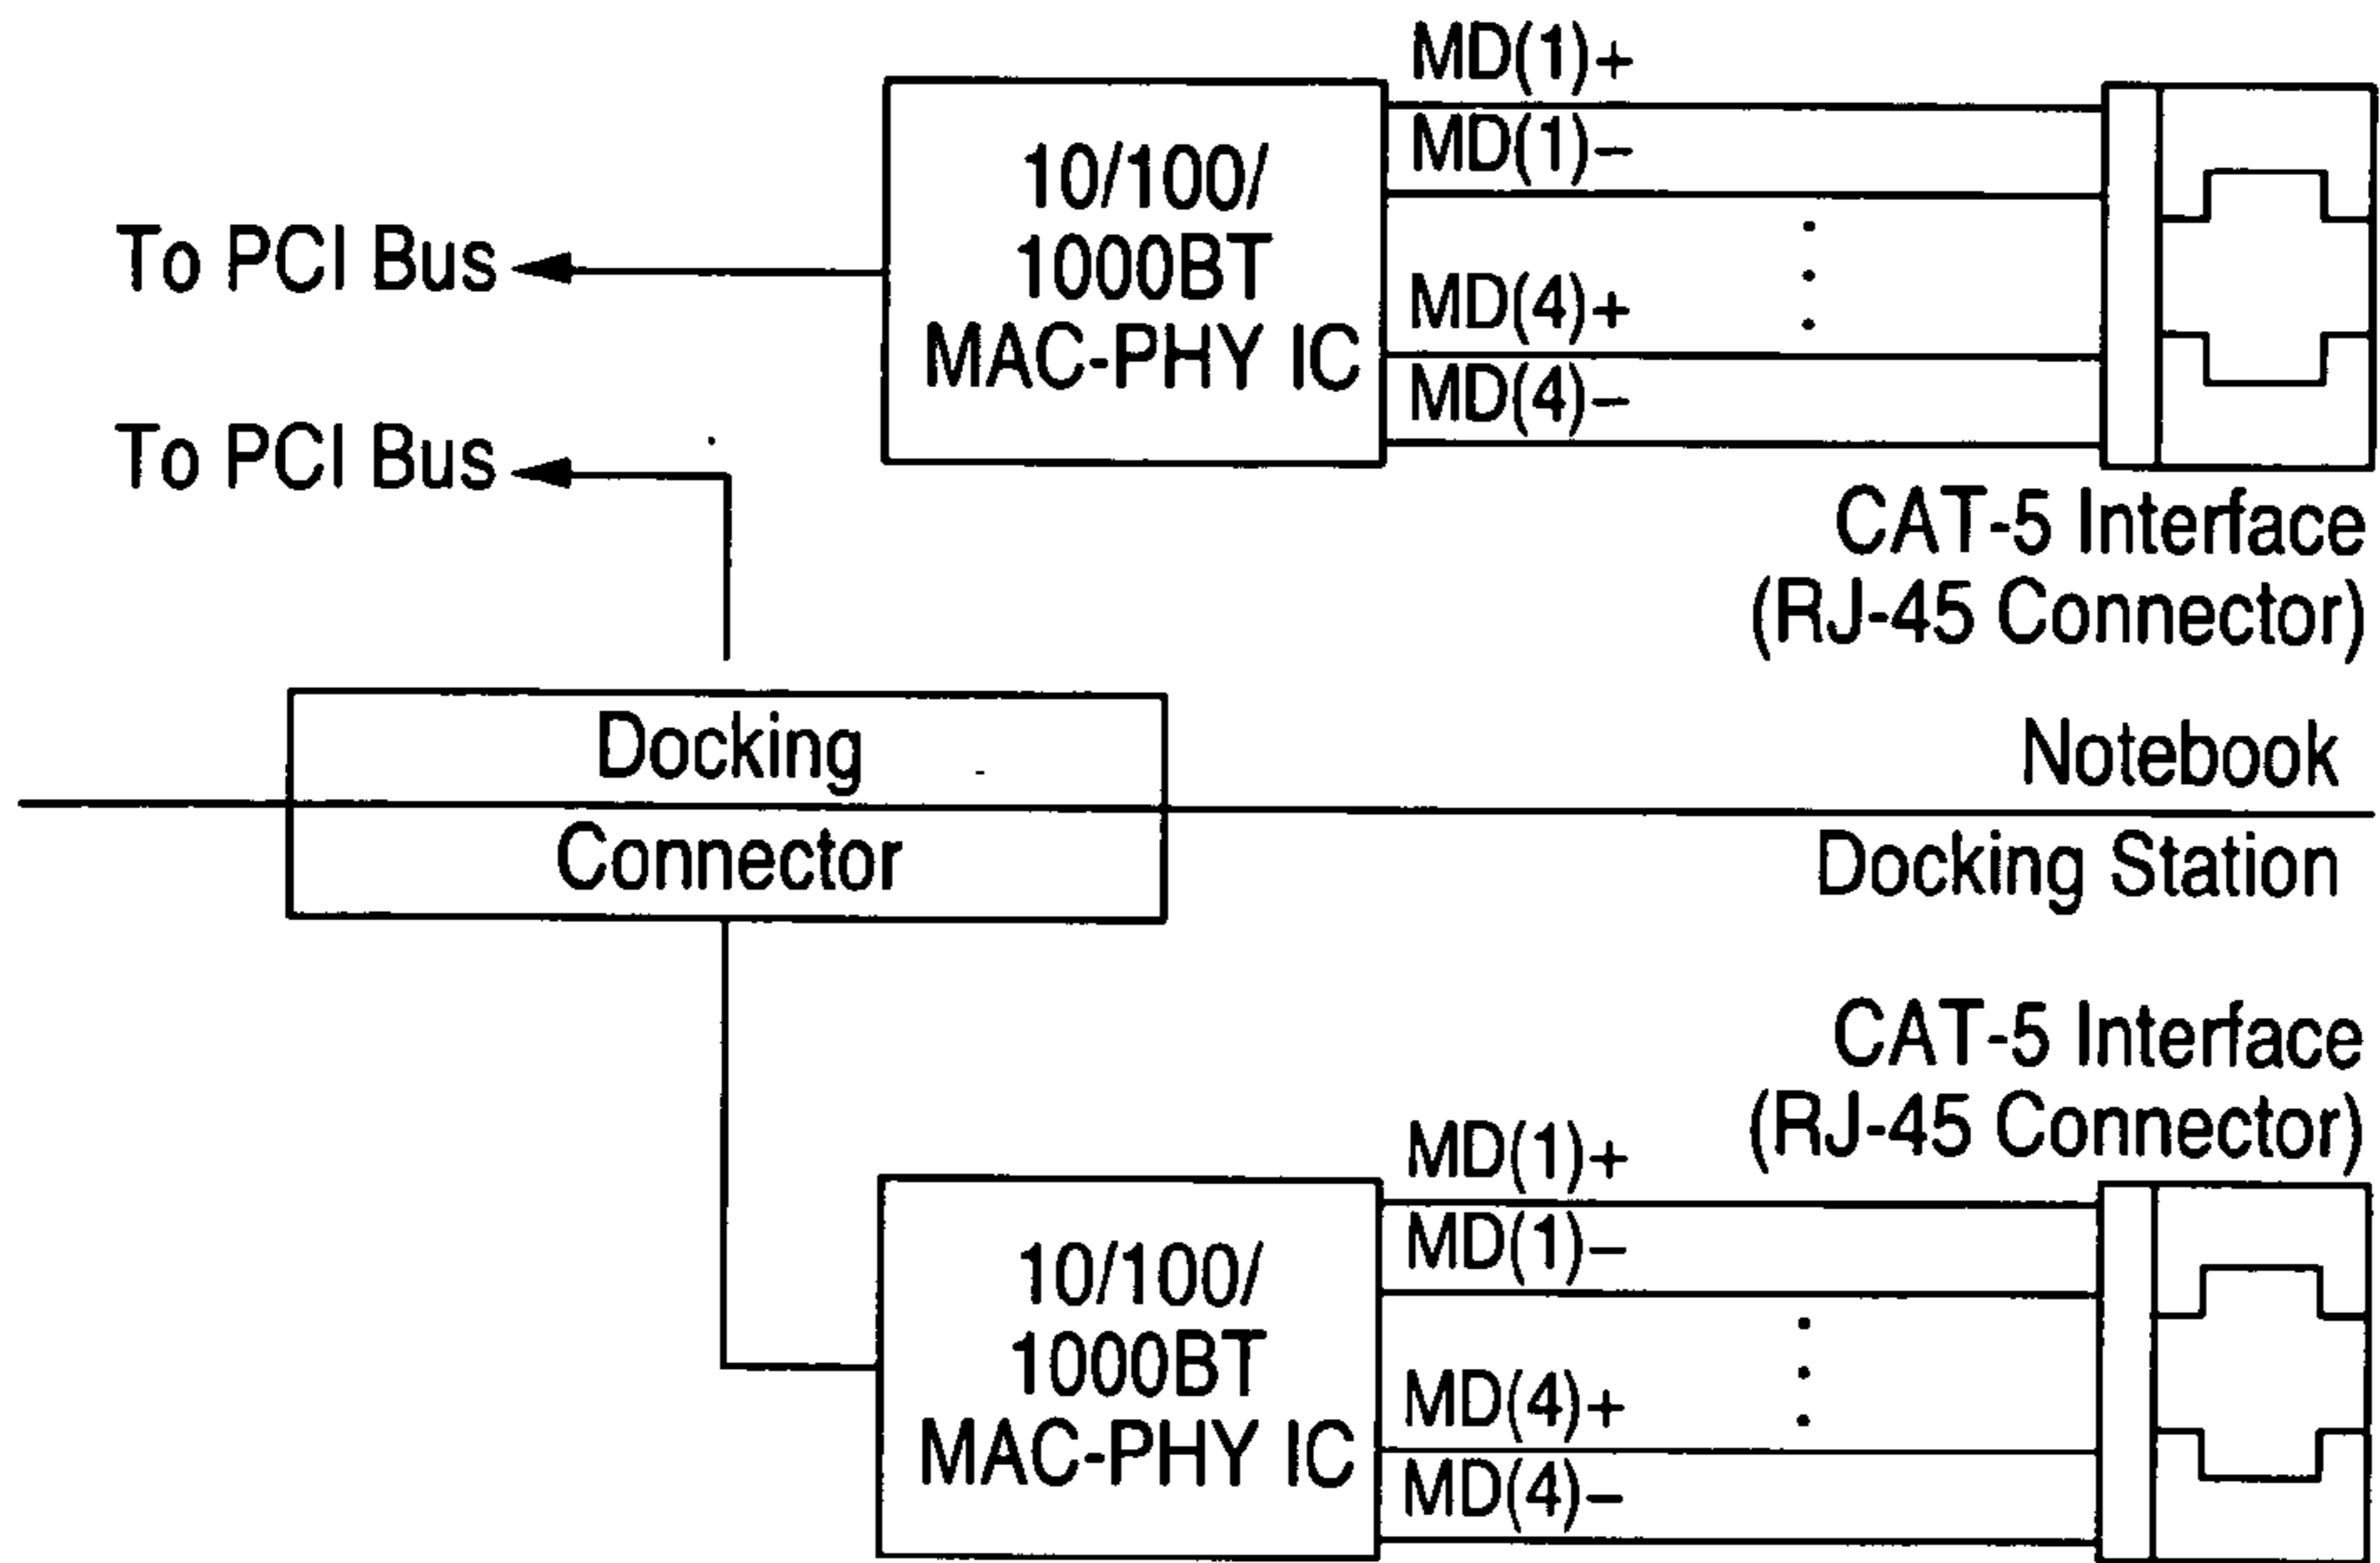 MD(1)+
MD(1)–
10/100/
1000BT
MAC-PHY IC
To PCI Bus
MD(4)+
MD(4)–
To PCI Bus
CAT-5 Interface
(RJ-45 Connector)
Docking
Connector
Notebook
Docking Station
CAT-5 Interface
(RJ-45 Connector)
MD(1)+
MD(1)–
10/100/
1000BT
MAC-PHY IC
MD(4)+
MD(4)–